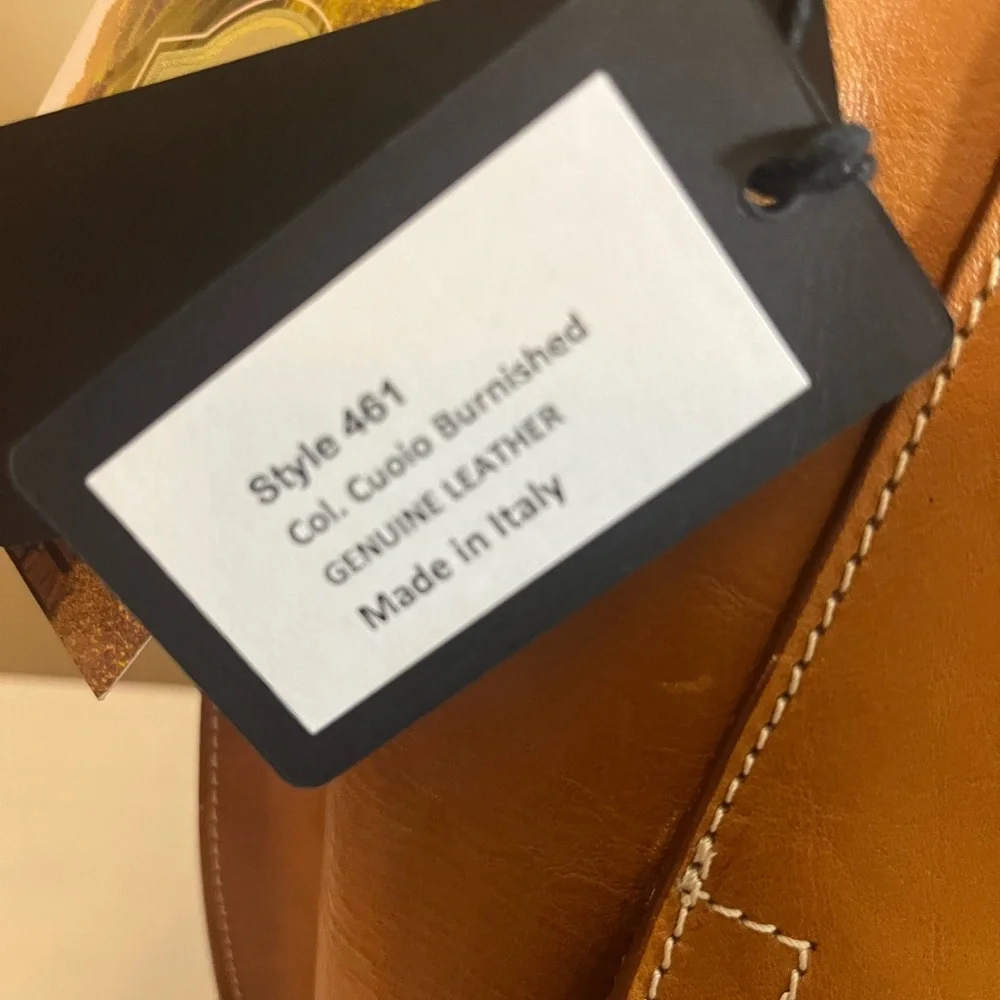 Style 461
Col. Cuoio Burnished
GENUINE LEATHER
Made in Italy